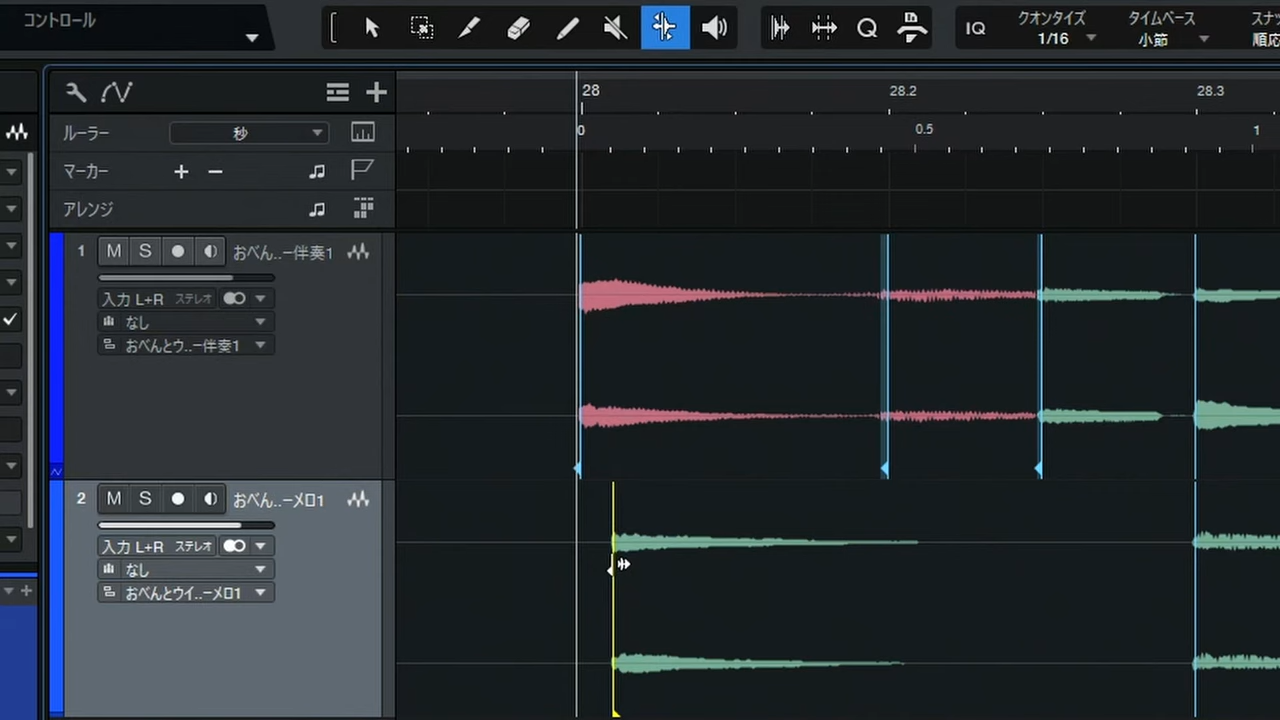 コントロール
IQ
クオンタイズ
1/16
タイムベース
小節
スナッ
順応
28
28.2
28.3
ルーラー
秒
0
0.5
1
マーカー
アレンジ
1
M S
おべん..ー伴奏1
入力 L+R ステレオ
なし
おべんとウ..ー伴奏1
2
M S
おべん..ーメロ1
入力 L+R ステレオ
なし
おべんとウイ..ーメロ1